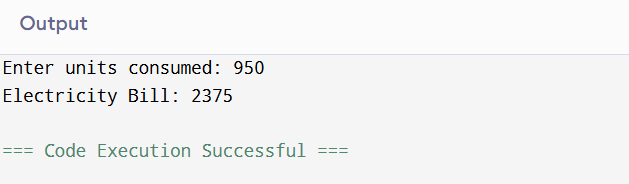 Output
Enter units consumed: 950
Electricity Bill: 2375
=== Code Execution Successful ===